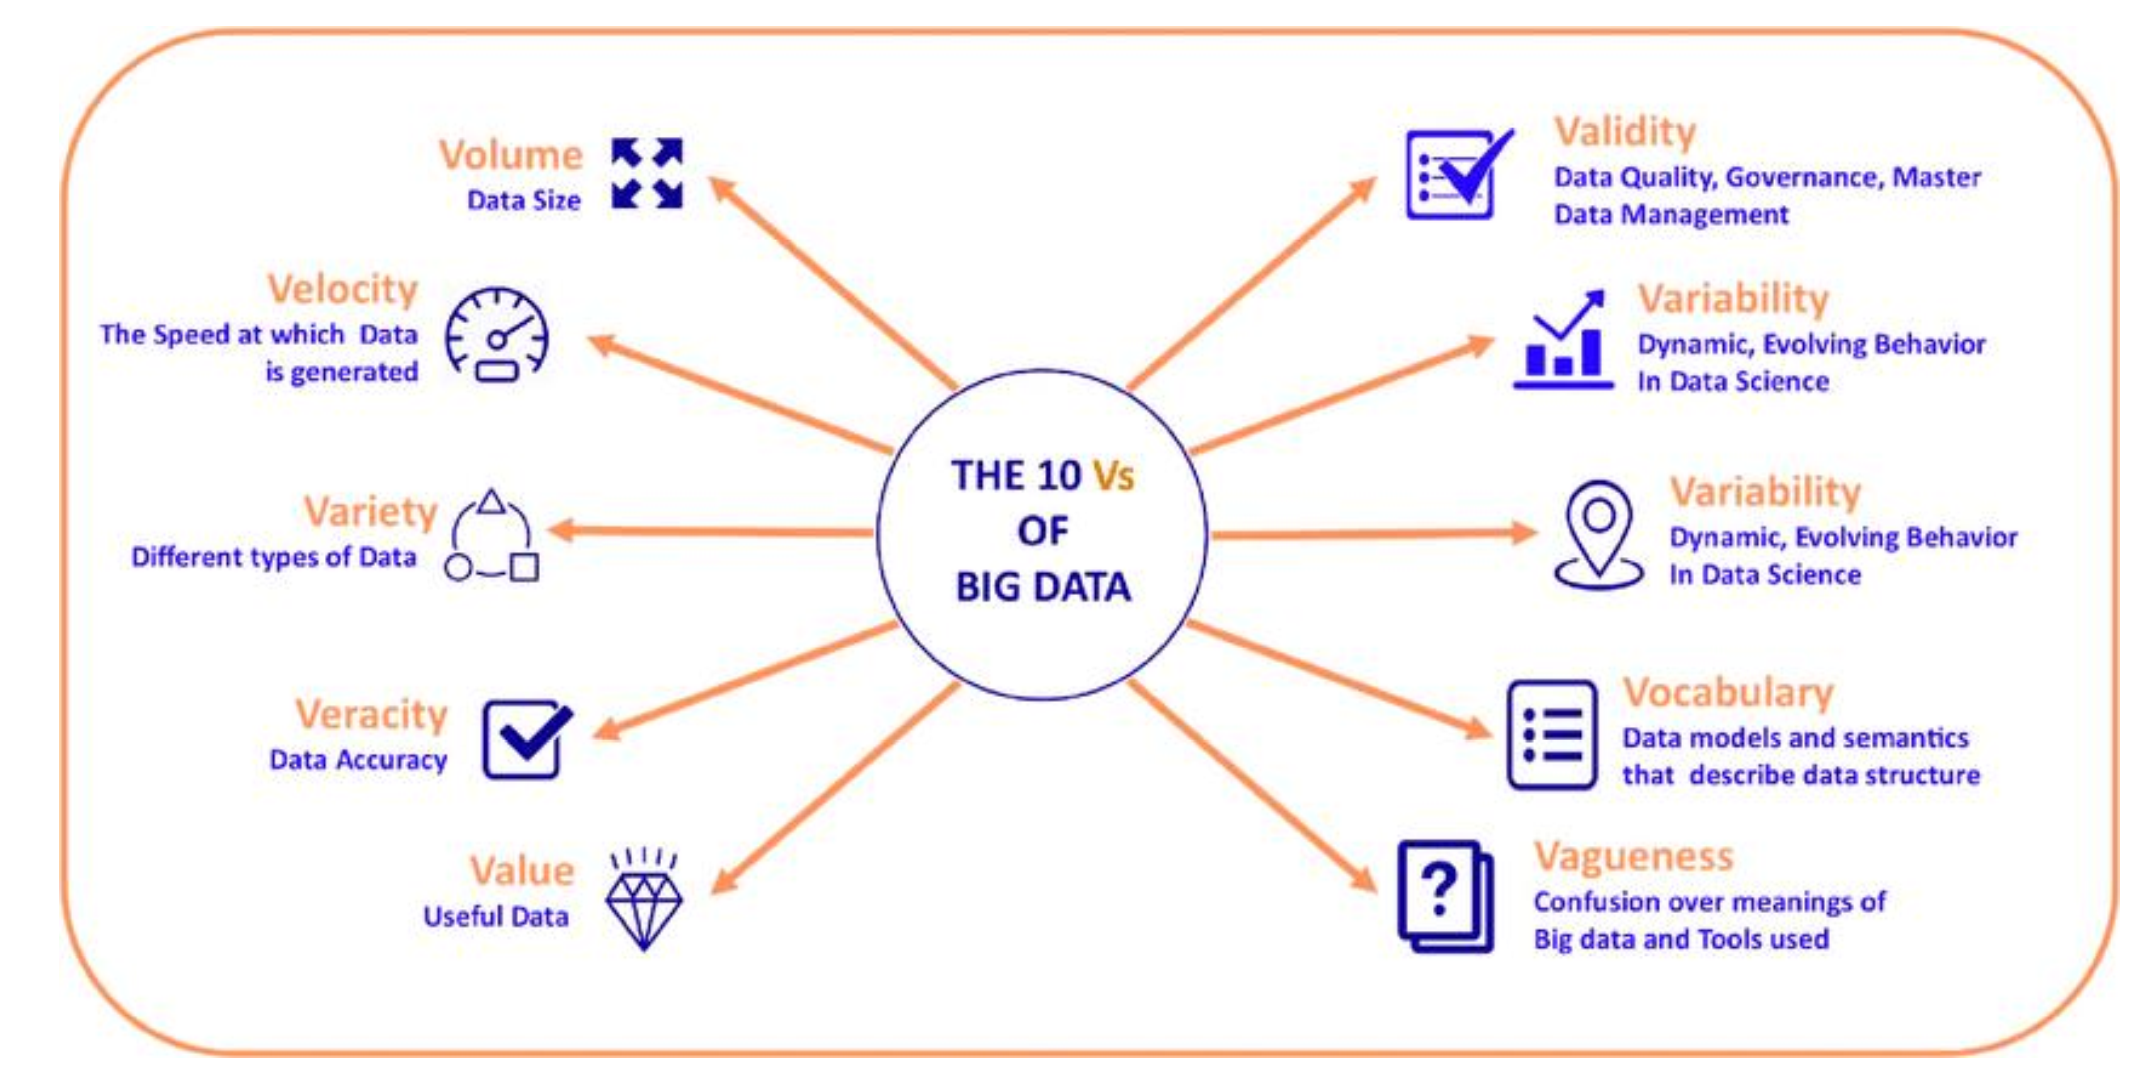 Volume
Data Size
Velocity
The Speed at which Data
is generated
Variety
Different types of Data
Veracity
Data Accuracy
Value
Useful Data
THE 10 Vs
OF
BIG DATA
Validity
Data Quality, Governance, Master
Data Management
Variability
Dynamic, Evolving Behavior
In Data Science
Variability
Dynamic, Evolving Behavior
In Data Science
Vocabulary
Data models and semantics
that describe data structure
Vagueness
Confusion over meanings of
Big data and Tools used
?